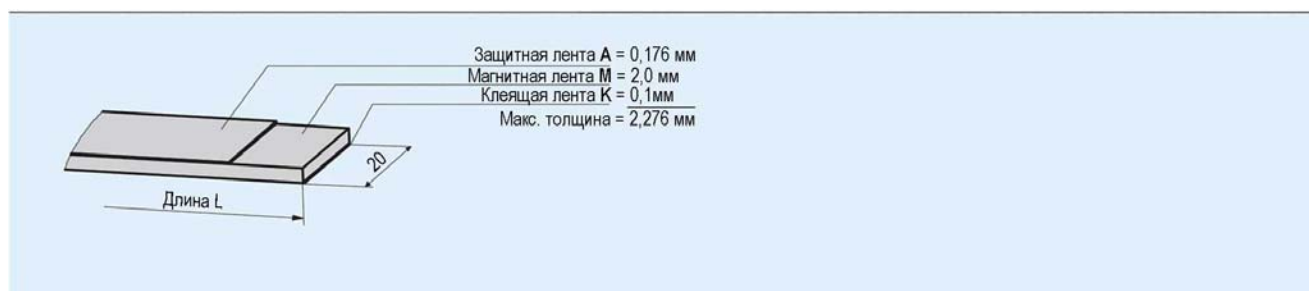 Защитная лента A = 0,176 мм
Магнитная лента M = 2,0 мм
Клеящая лента K = 0,1мм
Макс. толщина = 2,276 мм
20
Длина L